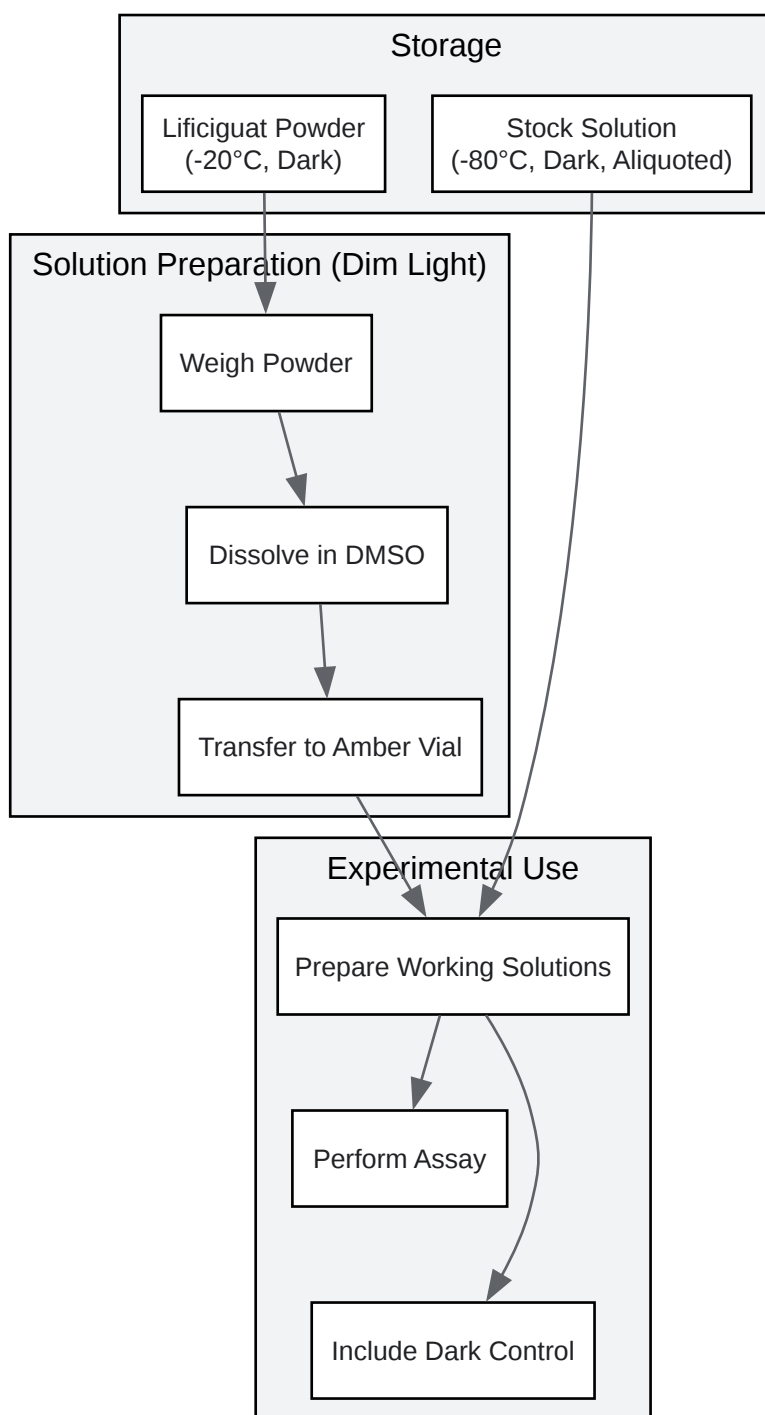 Storage
Lificiguat Powder
(-20°C, Dark)
Stock Solution
(-80°C, Dark, Aliquoted)
Solution Preparation (Dim Light)
Weigh Powder
Dissolve in DMSO
Transfer to Amber Vial
Experimental Use
Prepare Working Solutions
Perform Assay
Include Dark Control